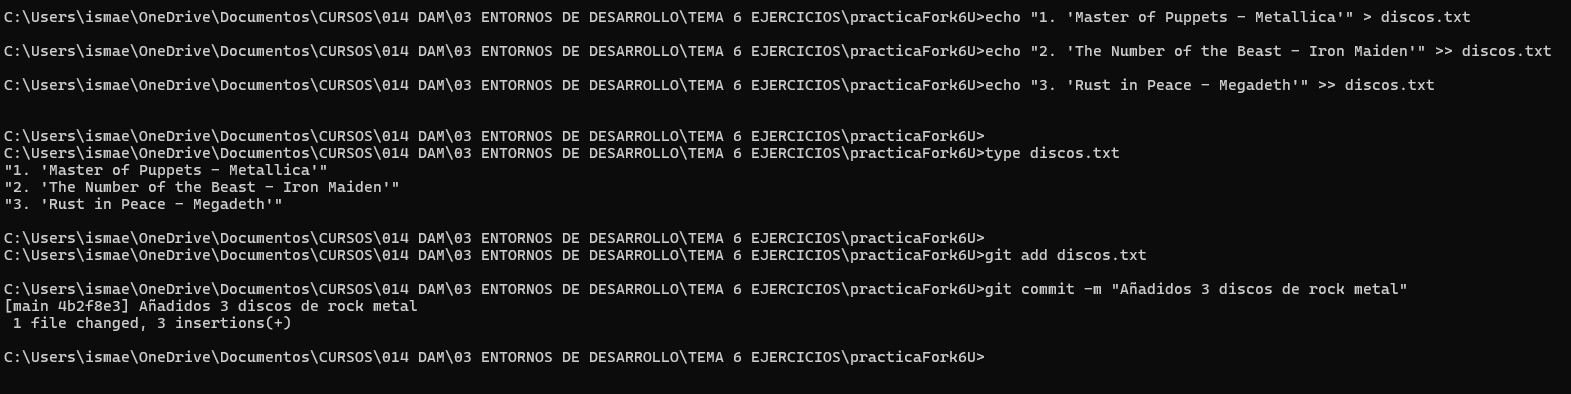 C:\Users\ismae\OneDrive\Documentos\CURSOS\014 DAM\03 ENTORNOS DE DESARROLLO\TEMA 6 EJERCICIOS\practicaFork6U>echo "1. 'Master of Puppets - Metallica'" > discos.txt
C:\Users\ismae\OneDrive\Documentos\CURSOS\014 DAM\03 ENTORNOS DE DESARROLLO\TEMA 6 EJERCICIOS\practicaFork6U>echo "2. 'The Number of the Beast - Iron Maiden'" >> discos.txt
C:\Users\ismae\OneDrive\Documentos\CURSOS\014 DAM\03 ENTORNOS DE DESARROLLO\TEMA 6 EJERCICIOS\practicaFork6U>echo "3. 'Rust in Peace - Megadeth'" >> discos.txt
C:\Users\ismae\OneDrive\Documentos\CURSOS\014 DAM\03 ENTORNOS DE DESARROLLO\TEMA 6 EJERCICIOS\practicaFork6U>
C:\Users\ismae\OneDrive\Documentos\CURSOS\014 DAM\03 ENTORNOS DE DESARROLLO\TEMA 6 EJERCICIOS\practicaFork6U>type discos.txt
"1. 'Master of Puppets - Metallica'"
"2. 'The Number of the Beast - Iron Maiden'"
"3. 'Rust in Peace - Megadeth'"
C:\Users\ismae\OneDrive\Documentos\CURSOS\014 DAM\03 ENTORNOS DE DESARROLLO\TEMA 6 EJERCICIOS\practicaFork6U>
C:\Users\ismae\OneDrive\Documentos\CURSOS\014 DAM\03 ENTORNOS DE DESARROLLO\TEMA 6 EJERCICIOS\practicaFork6U>git add discos.txt
C:\Users\ismae\OneDrive\Documentos\CURSOS\014 DAM\03 ENTORNOS DE DESARROLLO\TEMA 6 EJERCICIOS\practicaFork6U>git commit -m "Añadidos 3 discos de rock metal"
[main 4b2f8e3] Añadidos 3 discos de rock metal
1 file changed, 3 insertions(+)
C:\Users\ismae\OneDrive\Documentos\CURSOS\014 DAM\03 ENTORNOS DE DESARROLLO\TEMA 6 EJERCICIOS\practicaFork6U>